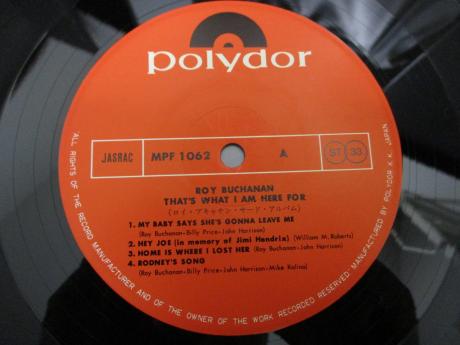 polydor
JASRAC MPF 1062 A ST 33
ROY BUCHANAN
THAT'S WHAT I AM HERE FOR
(ロイ・ブキャナン・サード・アルバム)
1. MY BABY SAYS SHE'S GONNA LEAVE ME
(Roy Buchanan-Billy Price-John Harrison)
2. HEY JOE (in memory of Jimi Hendrix) (William M. Roberts)
3. HOME IS WHERE I LOST HER (Roy Buchanan-Billy Price-John Harrison)
4. RODNEY'S SONG
(Roy Buchanan-Billy Price-John Harrison-Mike Kalina)
"ALL RIGHTS OF THE RECORD MANUFACTURER AND OF THE OWNER OF THE WORK RECORDED RESERVED." MANUFACTURED BY POLYDOR K.K. JAPAN